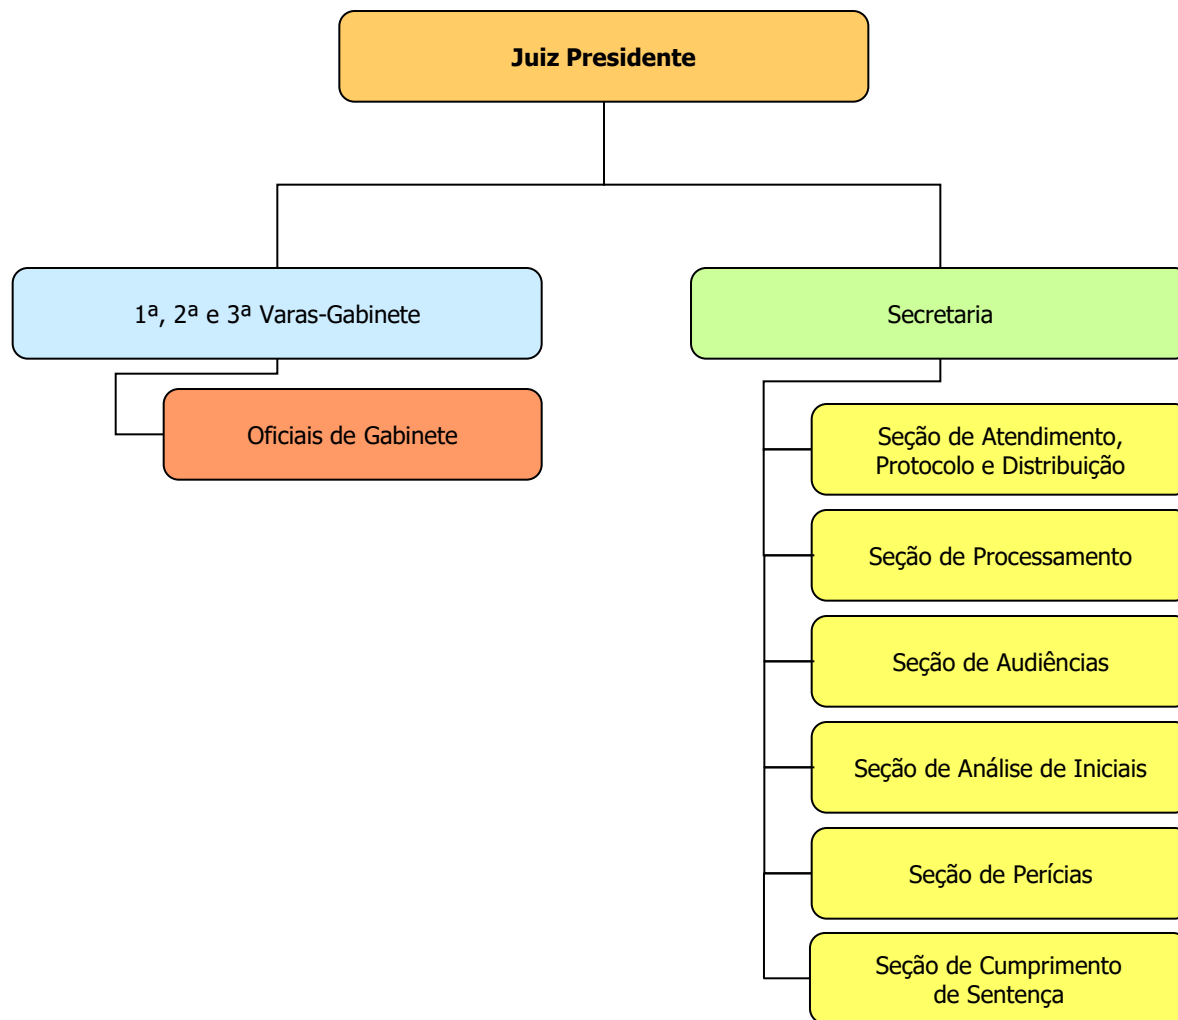 Juiz Presidente
1ª, 2ª e 3ª Varas-Gabinete
Secretaria
Oficiais de Gabinete
Seção de Atendimento,
Protocolo e Distribuição
Seção de Processamento
Seção de Audiências
Seção de Análise de Iniciais
Seção de Perícias
Seção de Cumprimento
de Sentença